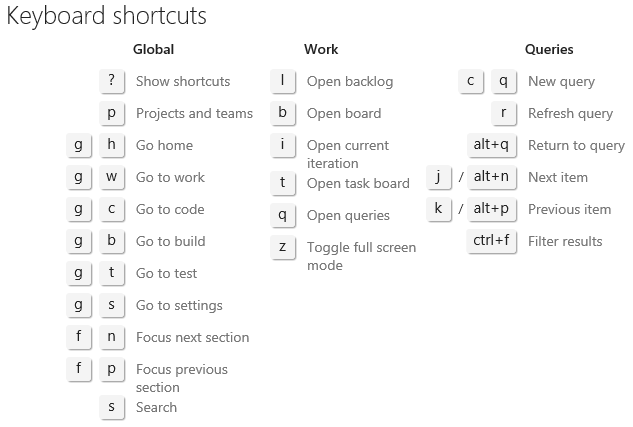 Keyboard shortcuts
Global
? Show shortcuts
p Projects and teams
g h Go home
g w Go to work
g c Go to code
g b Go to build
g t Go to test
g s Go to settings
f n Focus next section
f p Focus previous
section
s Search
Work
l Open backlog
b Open board
i Open current
iteration
t Open task board
q Open queries
z Toggle full screen
mode
Queries
c q New query
r Refresh query
alt+q Return to query
j / alt+n Next item
k / alt+p Previous item
ctrl+f Filter results